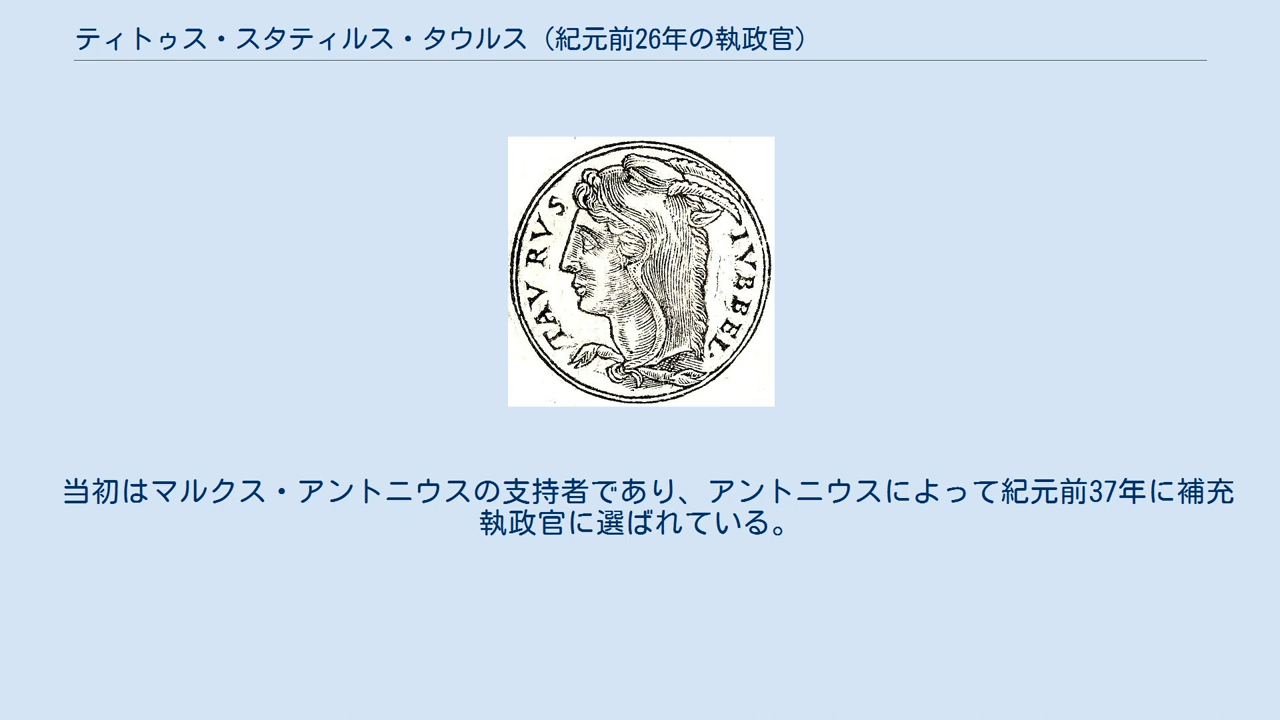 ティトゥス・スタティルス・タウルス（紀元前26年の執政官）
TAVRVS
IVBBEL.
当初はマルクス・アントニウスの支持者であり、アントニウスによって紀元前37年に補充
執政官に選ばれている。